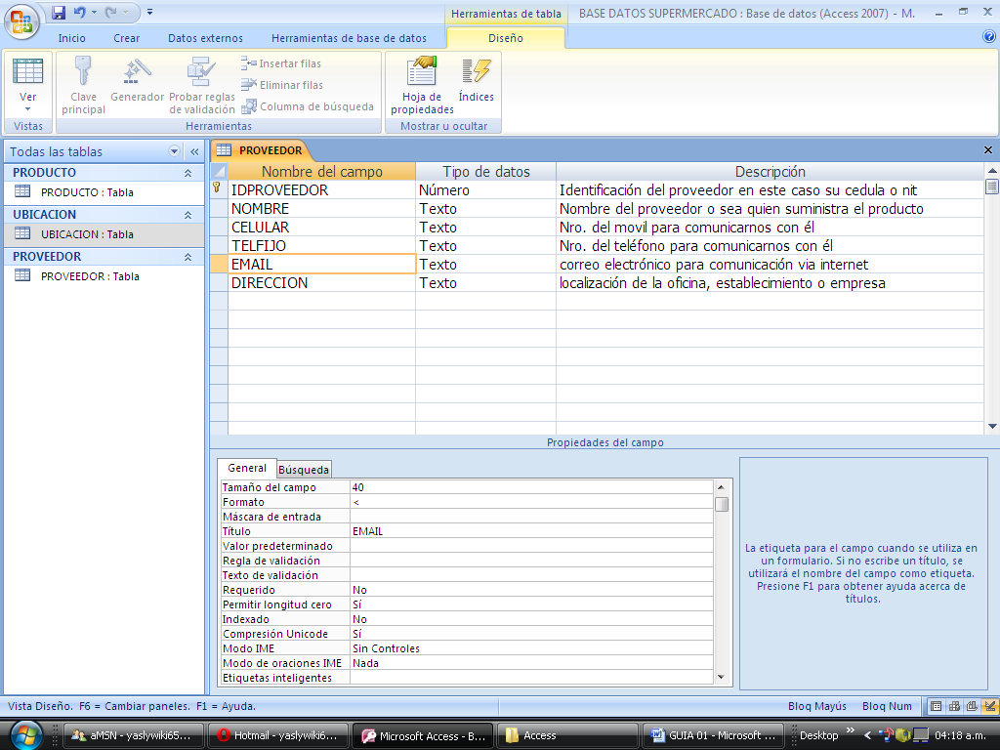 Herramientas de tabla
BASE DATOS SUPERMERCADO : Base de datos (Access 2007) - M.
Inicio Crear Datos externos Herramientas de base de datos Diseño
Ver
Vistas
Clave principal
Generador
Probar reglas de validación
Insertar filas
Eliminar filas
Columna de búsqueda
Herramientas
Hoja de propiedades
Índices
Mostrar u ocultar
Todas las tablas
PRODUCTO
PRODUCTO : Tabla
UBICACION
UBICACION : Tabla
PROVEEDOR
PROVEEDOR : Tabla
PROVEEDOR
Nombre del campo Tipo de datos Descripción
IDPROVEEDOR Número Identificación del proveedor en este caso su cedula o nit
NOMBRE Texto Nombre del proveedor o sea quien suministra el producto
CELULAR Texto Nro. del movil para comunicarnos con él
TELFIJO Texto Nro. del teléfono para comunicarnos con él
EMAIL Texto correo electrónico para comunicación via internet
DIRECCION Texto localización de la oficina, establecimiento o empresa
Propiedades del campo
General Búsqueda
Tamaño del campo 40
Formato <
Máscara de entrada
Título EMAIL
Valor predeterminado
Regla de validación
Texto de validación
Requerido No
Permitir longitud cero Sí
Indexado No
Compresión Unicode Sí
Modo IME Sin Controles
Modo de oraciones IME Nada
Etiquetas inteligentes
La etiqueta para el campo cuando se utiliza en
un formulario. Si no escribe un título, se
utilizará el nombre del campo como etiqueta.
Presione F1 para obtener ayuda acerca de
títulos.
Vista Diseño. F6 = Cambiar paneles. F1 = Ayuda.
Bloq Mayús Bloq Num
aMSN - yaslywiki65... Hotmail - yaslywiki6... Microsoft Access - B... Access GUIA 01 - Microsoft ... Desktop » < 04:18 a.m.